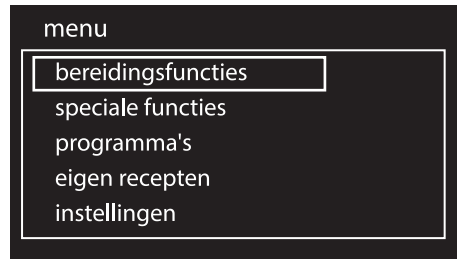 menu
bereidingsfuncties
speciale functies
programma's
eigen recepten
instellingen